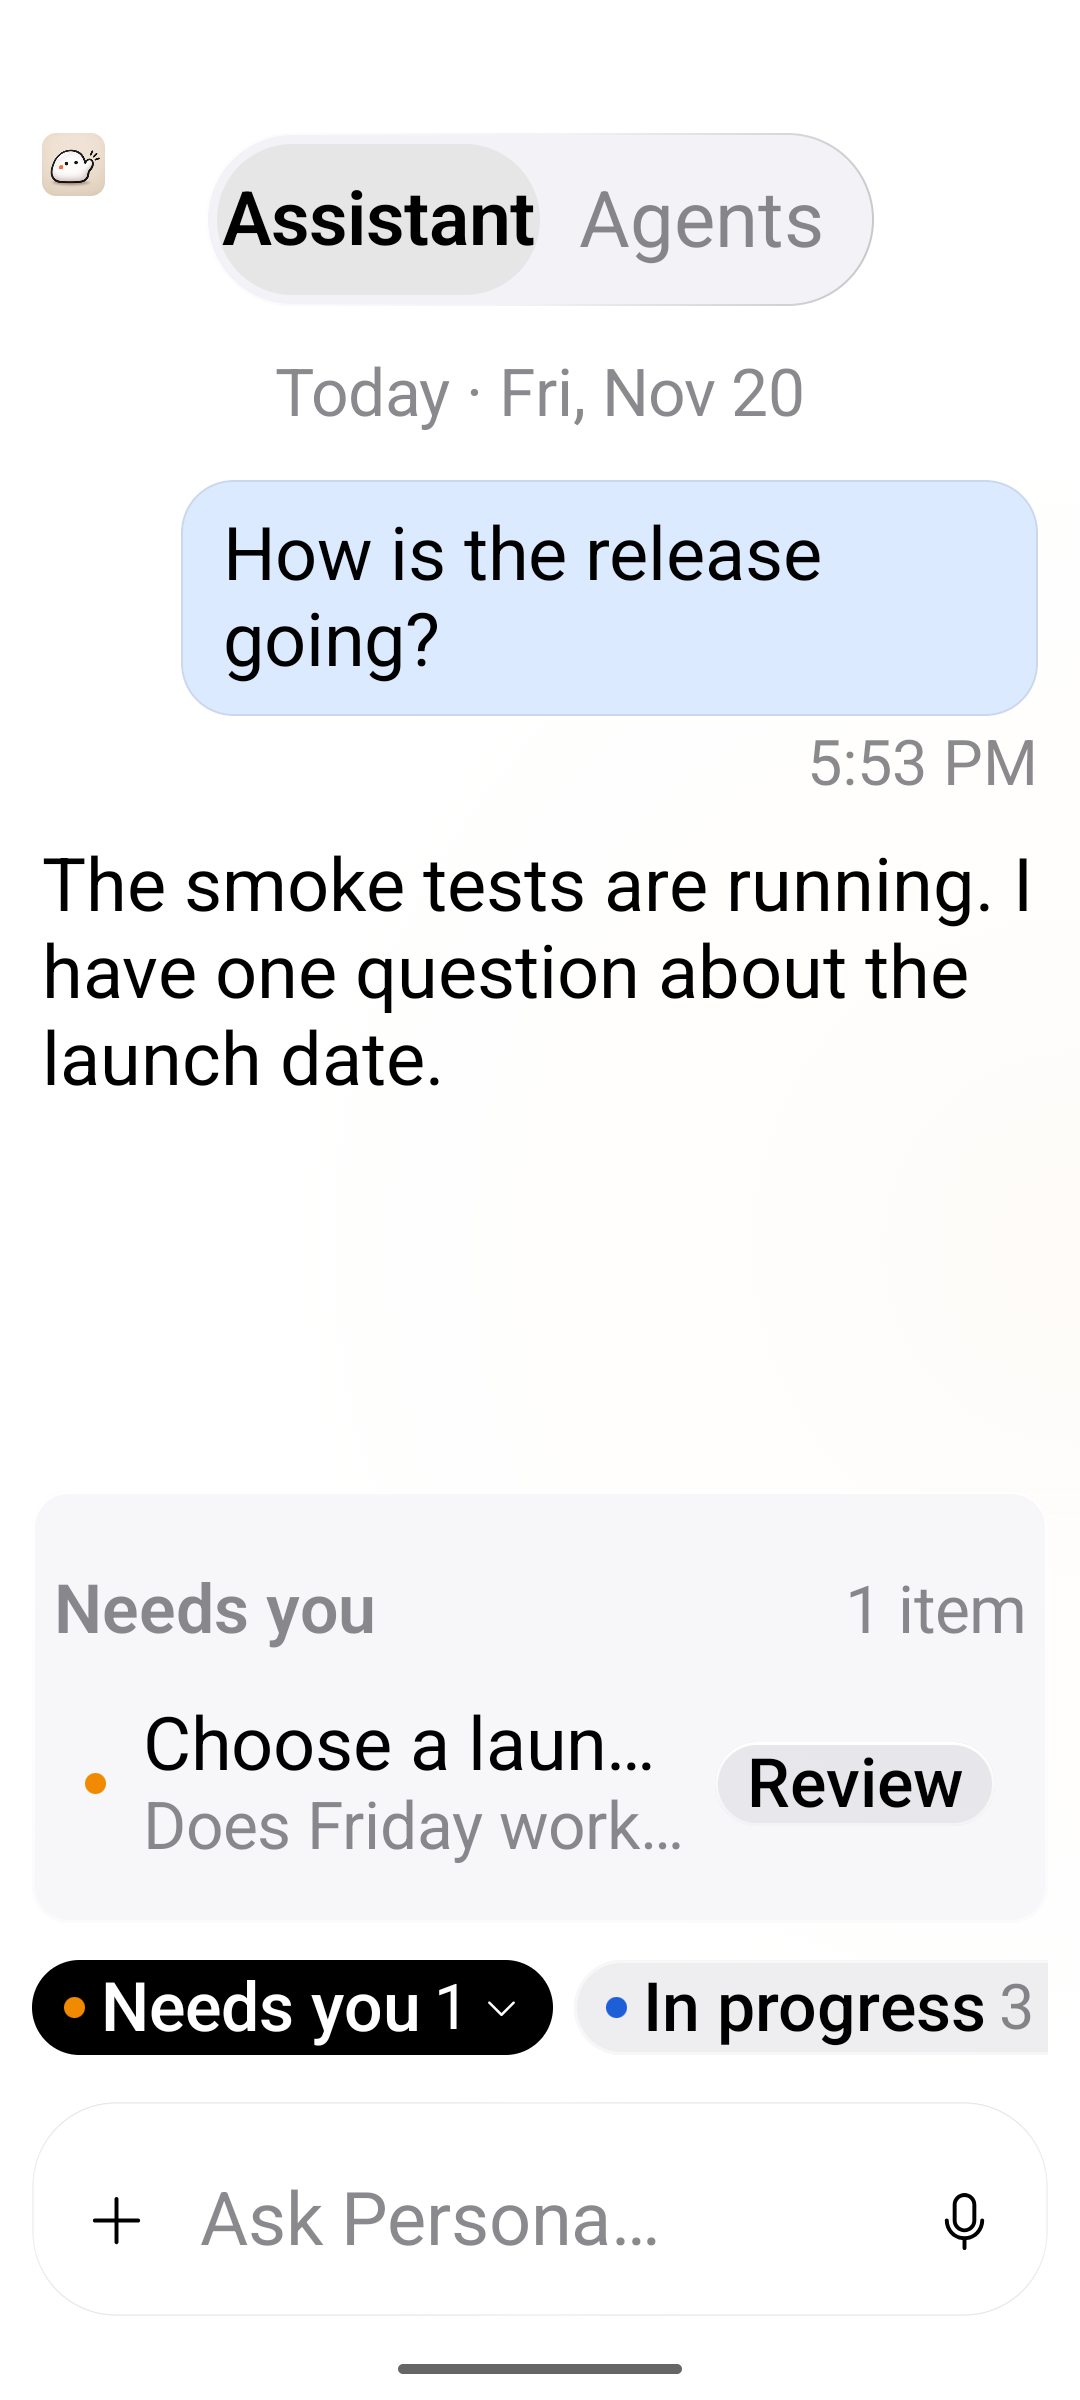 Assistant Agents
Today · Fri, Nov 20
How is the release
going?
5:53 PM
The smoke tests are running. I
have one question about the
launch date.
Needs you 1 item
Choose a laun...
Does Friday work...
Review
Needs you 1 In progress 3
Ask Persona...